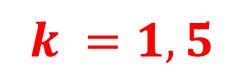 k = 1,5